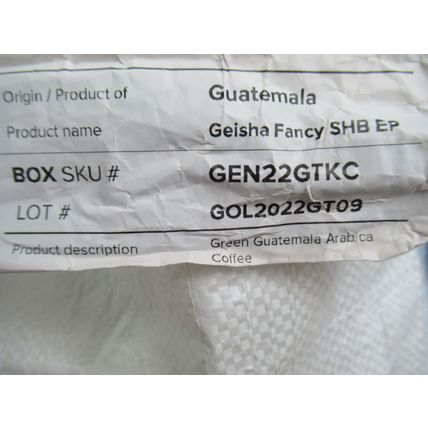 Origin / Product of Guatemala
Product name Geisha Fancy SHB EP
BOX SKU # GEN22GTKC
LOT # GOL2022GT09
Product description Green Guatemala Arabica
Coffee